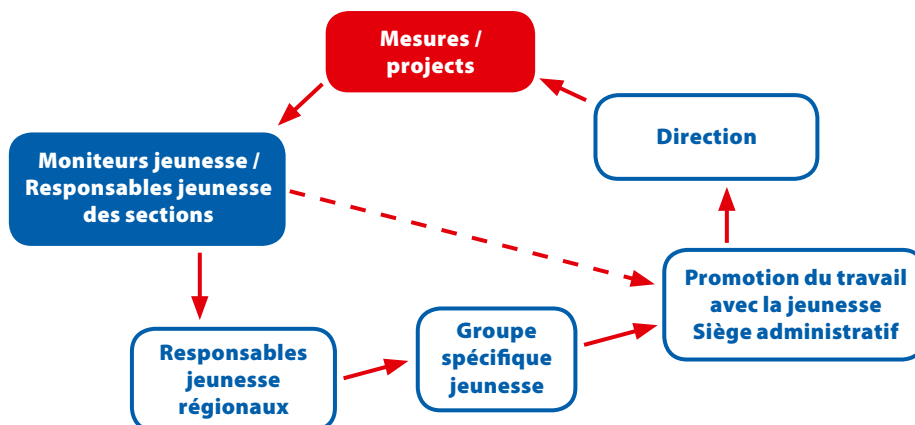 Mesures /
projects
Direction
Moniteurs jeunesse /
Responsables jeunesse
des sections
Promotion du travail
avec la jeunesse
Siège administratif
Groupe
spécifique
jeunesse
Responsables
jeunesse
régionaux